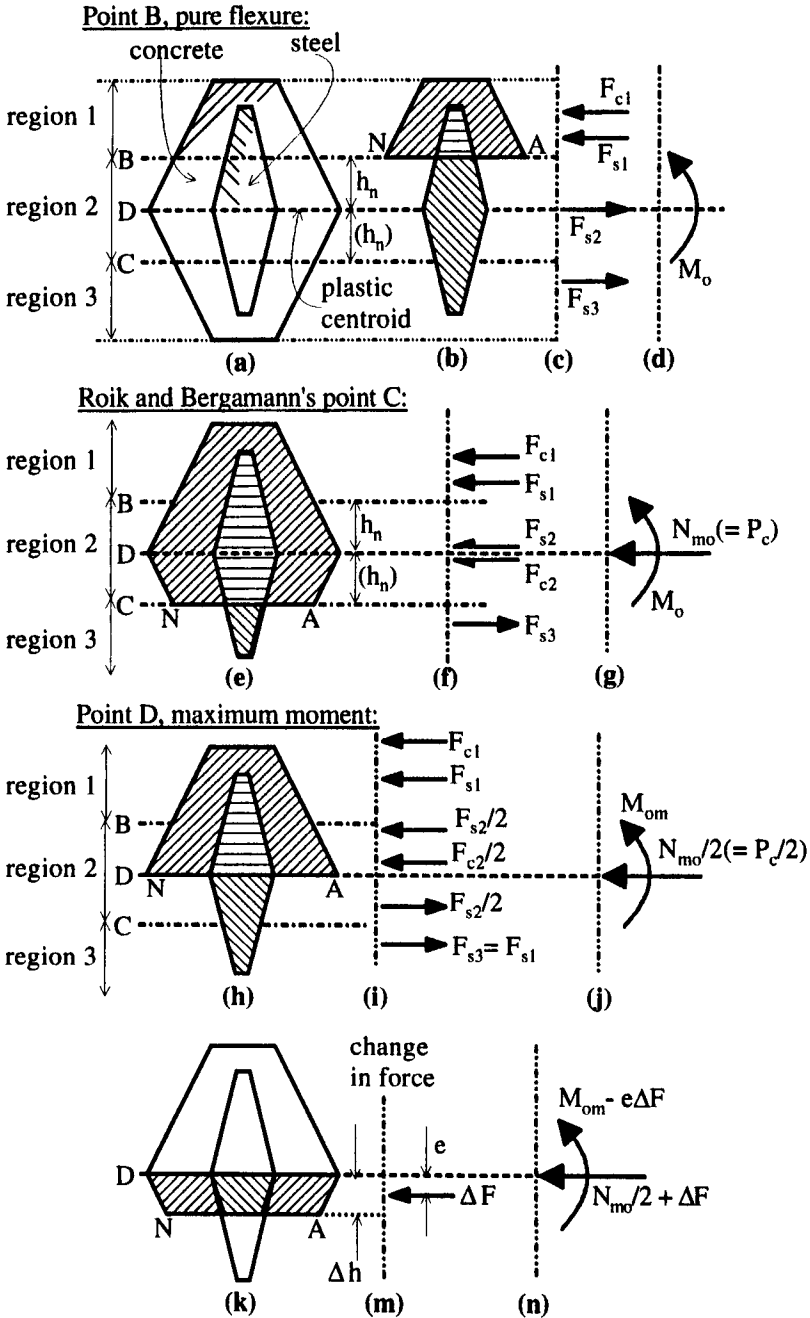 Point B, pure flexure:
concrete
steel
region 1
B
region 2
D
C
region 3
h_n
(h_n)
plastic
centroid
N
A
F_c1
F_s1
F_s2
F_s3
M_o
(a)
(b)
(c)
(d)
Roik and Bergamann's point C:
region 1
B
region 2
D
C
region 3
N
A
h_n
(h_n)
F_c1
F_s1
F_s2
F_c2
F_s3
N_mo(= P_c)
M_o
(e)
(f)
(g)
Point D, maximum moment:
region 1
B
region 2
D
N
A
C
region 3
F_c1
F_s1
F_s2/2
F_c2/2
F_s2/2
F_s3= F_s1
M_om
N_mo/2(= P_c/2)
(h)
(i)
(j)
change
in force
D
N
A
e
ΔF
Δh
M_om- eΔF
N_mo/2 + ΔF
(k)
(m)
(n)